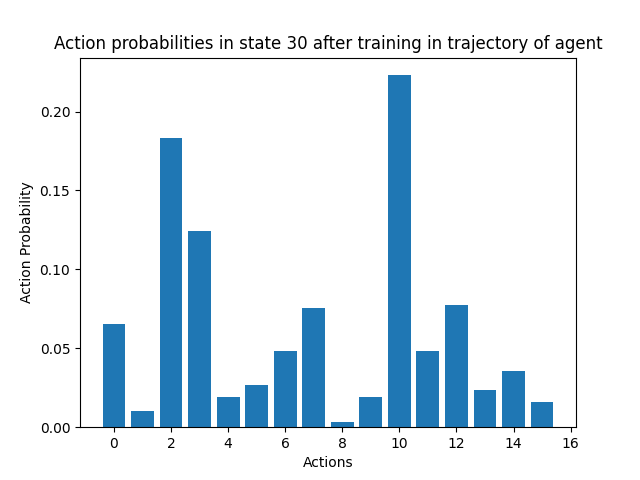 Action probabilities in state 30 after training in trajectory of agent
0.20
0.15
0.10
0.05
0.00
Action Probability
0 2 4 6 8 10 12 14 16
Actions